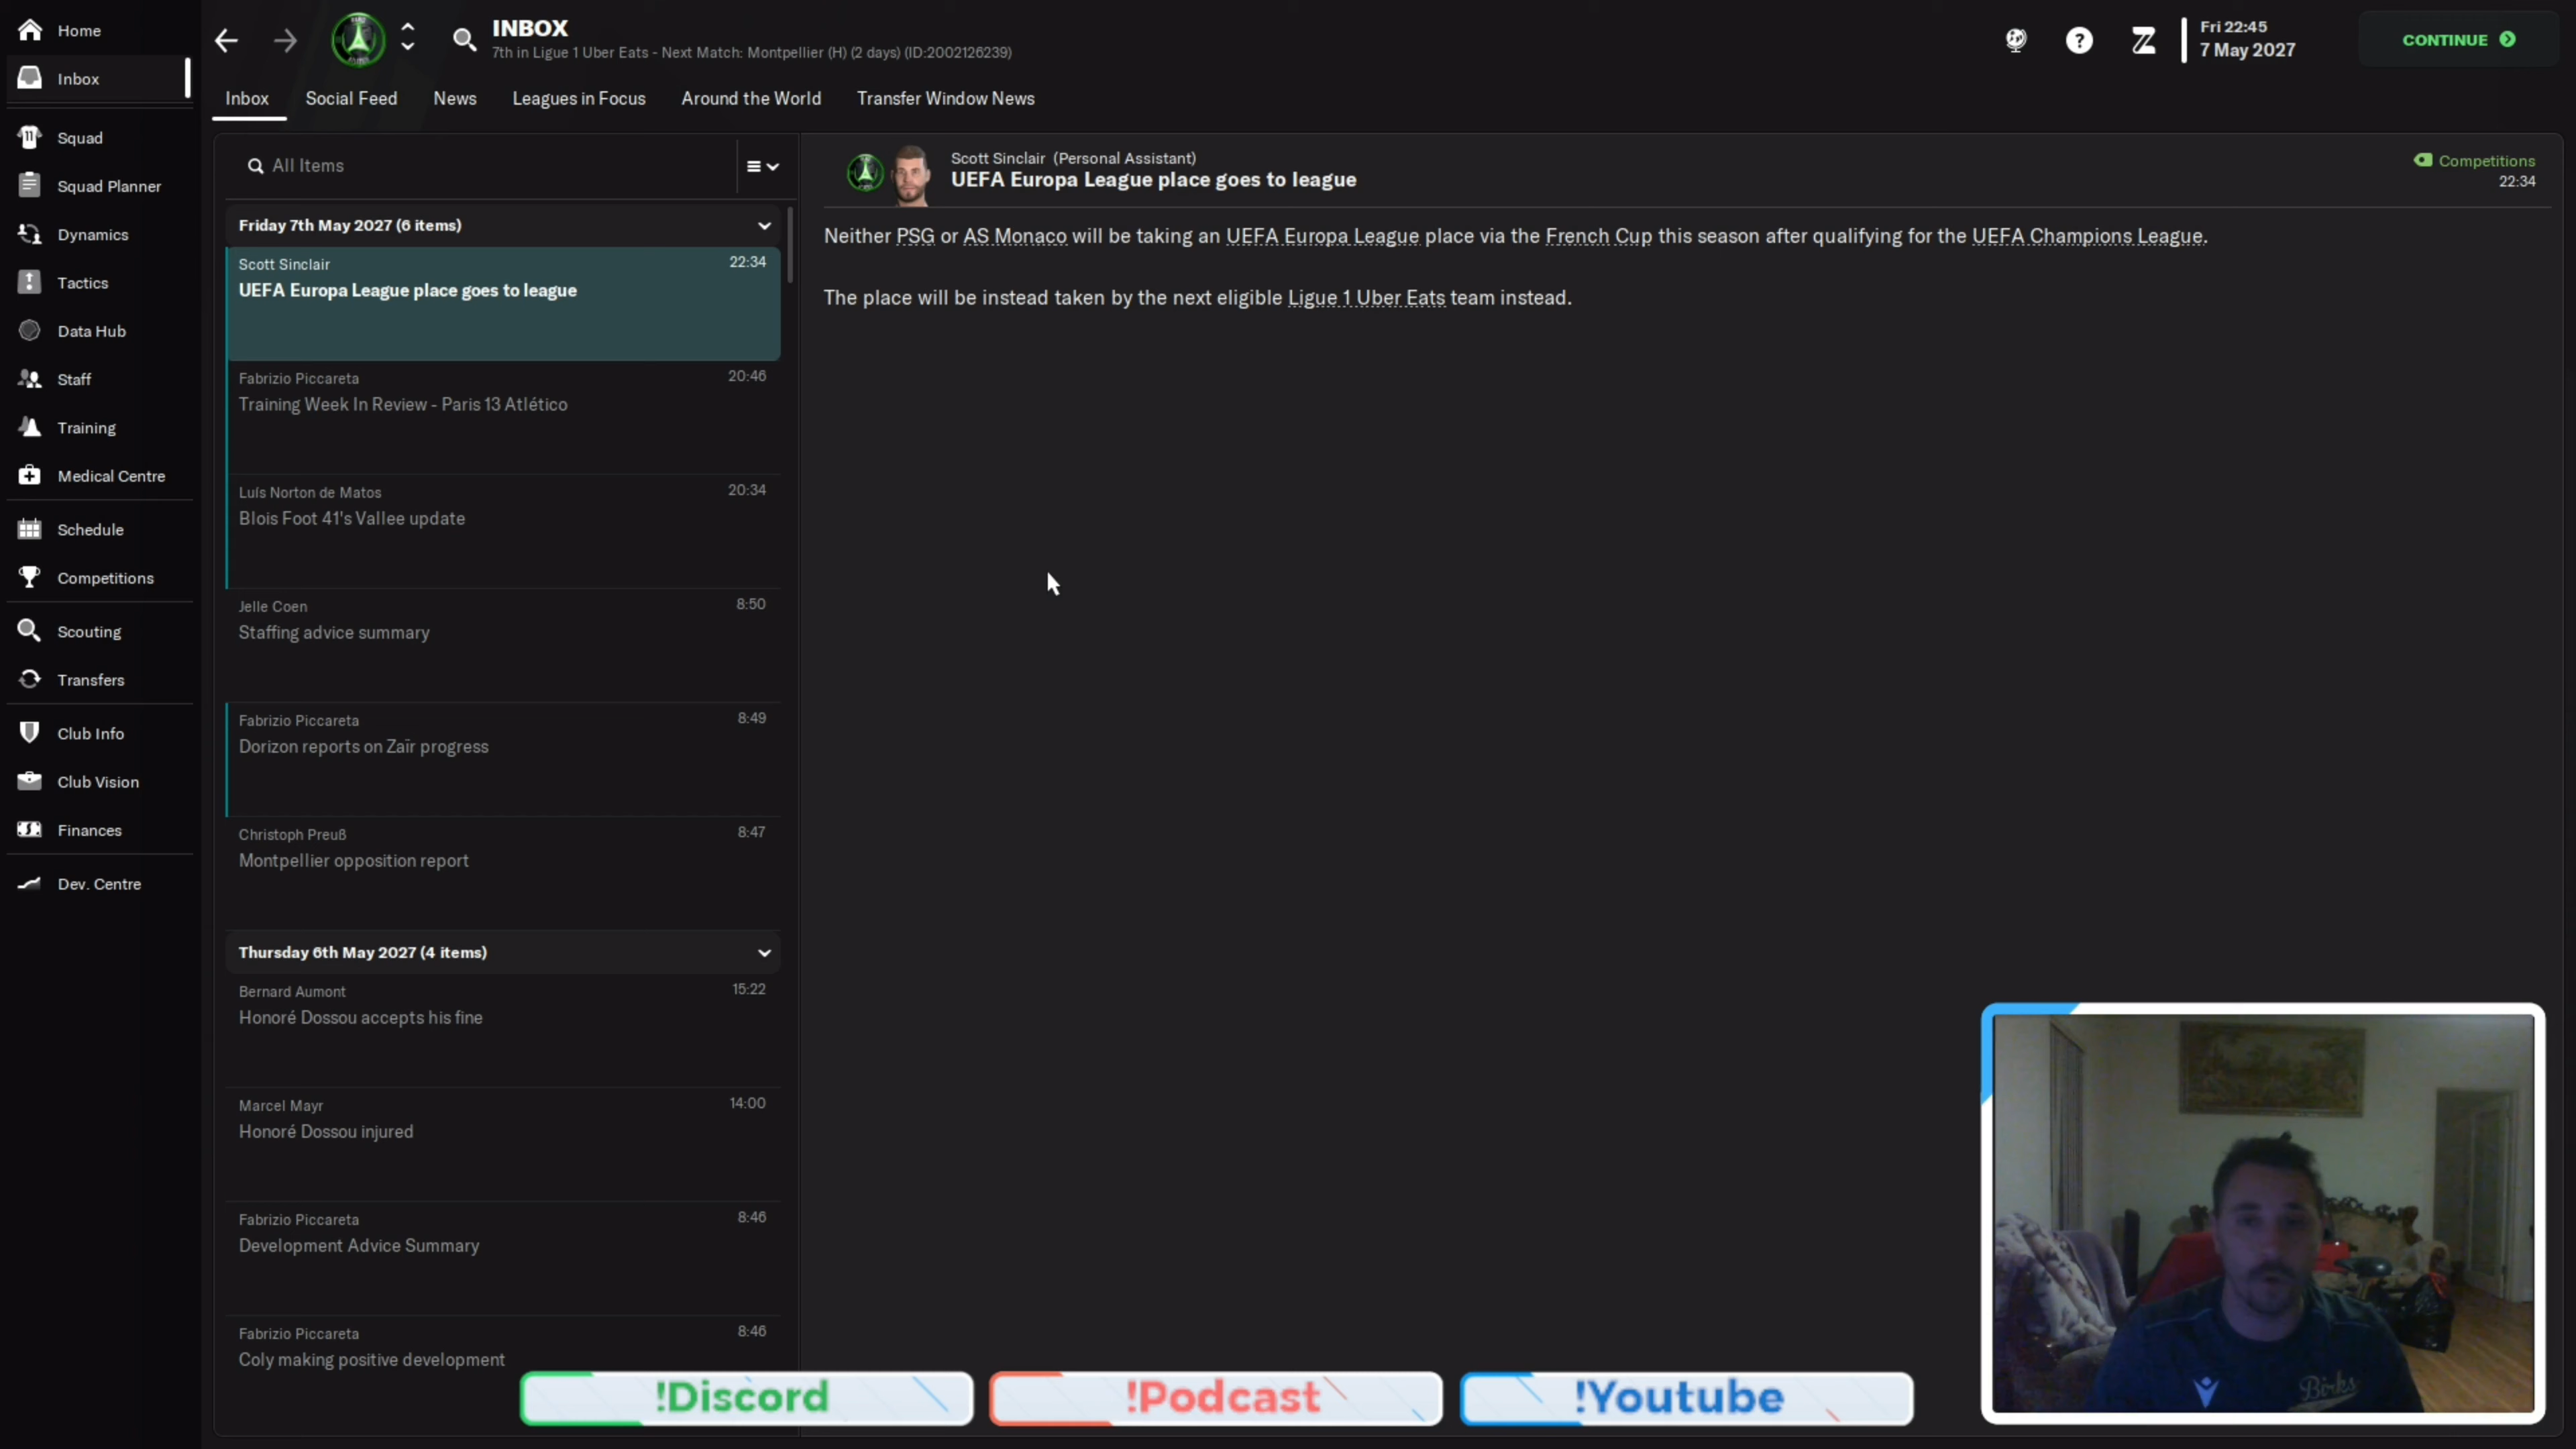 Home
Inbox
Squad
Squad Planner
Dynamics
Tactics
Data Hub
Staff
Training
Medical Centre
Schedule
Competitions
Scouting
Transfers
Club Info
Club Vision
Finances
Dev. Centre
INBOX
7th in Ligue 1 Uber Eats - Next Match: Montpellier (H) (2 days) (ID:2002126239)
Fri 22:45
7 May 2027
CONTINUE
Inbox Social Feed News Leagues in Focus Around the World Transfer Window News
All Items
Friday 7th May 2027 (6 items)
Scott Sinclair 22:34
UEFA Europa League place goes to league
Fabrizio Piccareta 20:46
Training Week In Review - Paris 13 Atlético
Luís Norton de Matos 20:34
Blois Foot 41's Vallee update
Jelle Coen 8:50
Staffing advice summary
Fabrizio Piccareta 8:49
Dorizon reports on Zaïr progress
Christoph Preuß 8:47
Montpellier opposition report
Thursday 6th May 2027 (4 items)
Bernard Aumont 15:22
Honoré Dossou accepts his fine
Marcel Mayr 14:00
Honoré Dossou injured
Fabrizio Piccareta 8:46
Development Advice Summary
Fabrizio Piccareta 8:46
Coly making positive development
Scott Sinclair (Personal Assistant)
UEFA Europa League place goes to league
Competitions
22:34
Neither PSG or AS Monaco will be taking an UEFA Europa League place via the French Cup this season after qualifying for the UEFA Champions League.
The place will be instead taken by the next eligible Ligue 1 Uber Eats team instead.
!Discord
!Podcast
!Youtube
Birks